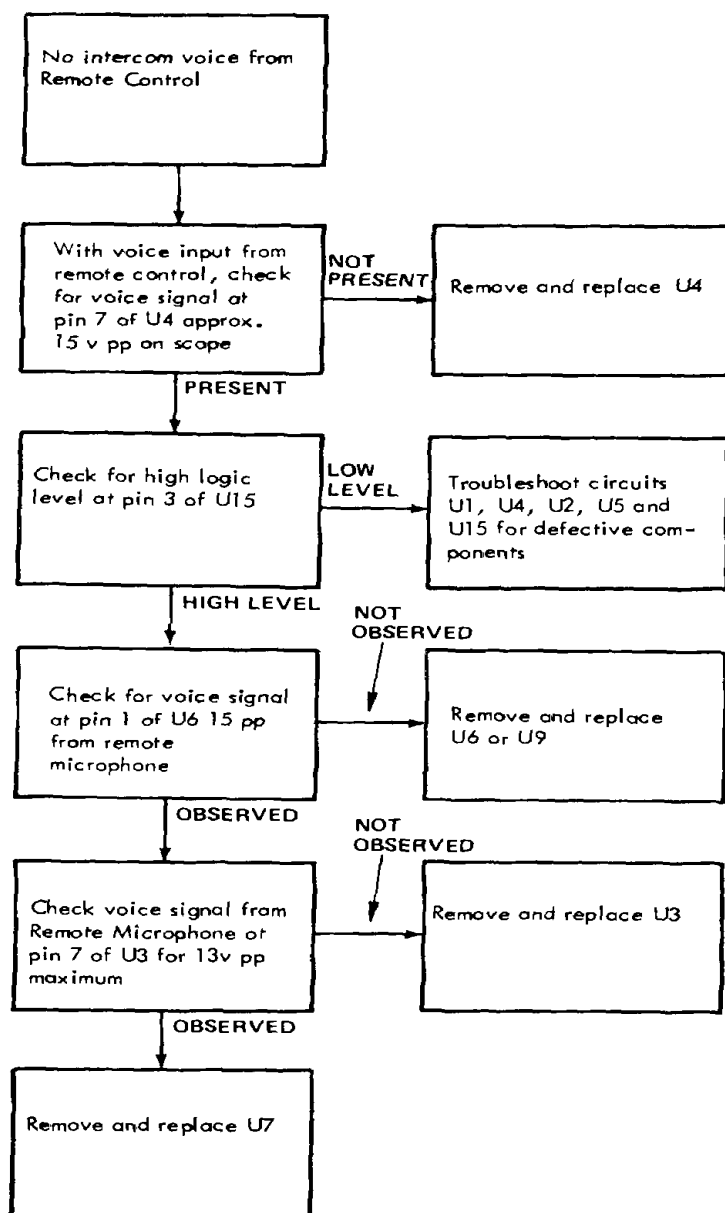 No intercom voice from
Remote Control
With voice input from
remote control, check
for voice signal at
pin 7 of U4 approx.
15 v pp on scope
NOT
PRESENT
Remove and replace U4
PRESENT
Check for high logic
level at pin 3 of U15
LOW
LEVEL
Troubleshoot circuits
U1, U4, U2, U5 and
U15 for defective com-
ponents
HIGH LEVEL
NOT
OBSERVED
Check for voice signal
at pin 1 of U6 15 pp
from remote
microphone
Remove and replace
U6 or U9
OBSERVED
NOT
OBSERVED
Check voice signal from
Remote Microphone at
pin 7 of U3 for 13v pp
maximum
Remove and replace U3
OBSERVED
Remove and replace U7